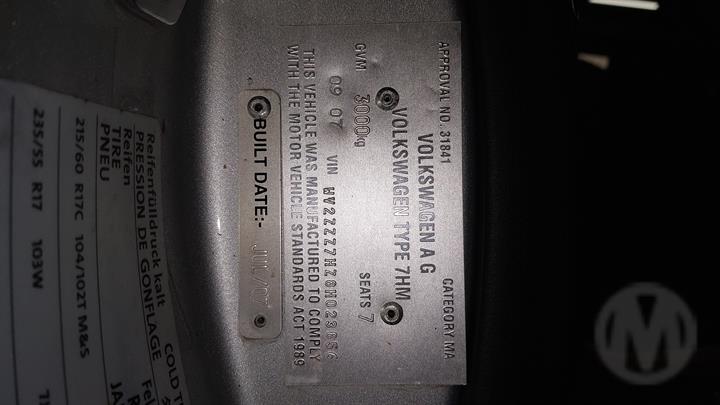 APPROVAL NO. 31841 CATEGORY MA
VOLKSWAGEN A G
VOLKSWAGEN TYPE 7HM
GVM 3000kg SEATS 7
09 07 VIN WV2ZZZ7HZ8H023656
THIS VEHICLE WAS MANUFACTURED TO COMPLY
WITH THE MOTOR VEHICLE STANDARDS ACT 1989
BUILT DATE:- JUL/07
Reifenfülldruck kalt COLD
PRESSION DE GONFLAGE
Reifen
TIRE
PNEU
215/60 R17C 104/102T M&S
235/55 R17 103W
M